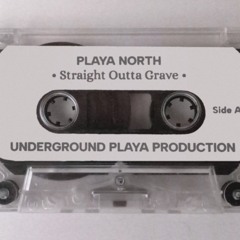 PLAYA NORTH
• Straight Outta Grave •
Side A
UNDERGROUND PLAYA PRODUCTION